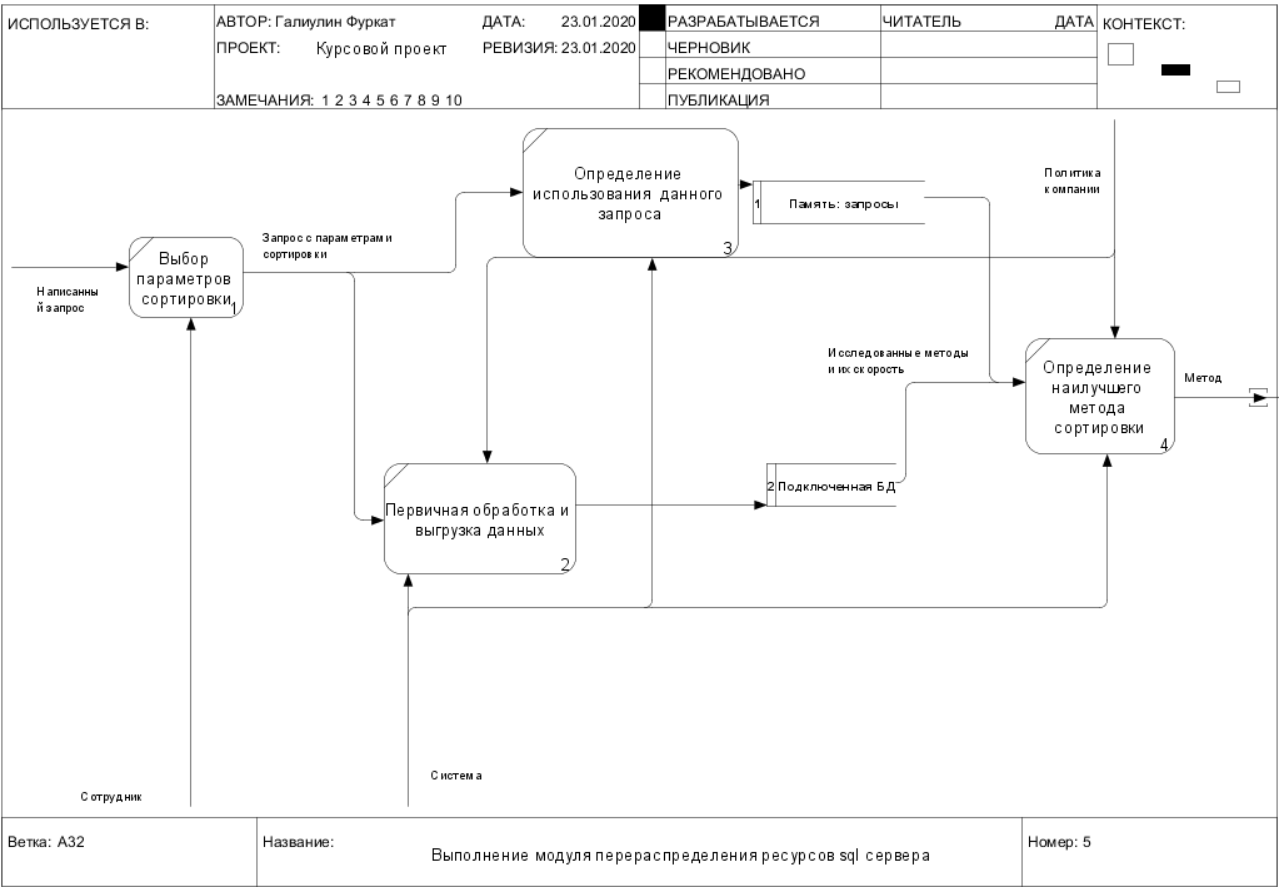 ИСПОЛЬЗУЕТСЯ В:
АВТОР: Галиулин Фуркат
ДАТА: 23.01.2020
ПРОЕКТ: Курсовой проект
РЕВИЗИЯ: 23.01.2020
ЗАМЕЧАНИЯ: 1 2 3 4 5 6 7 8 9 10
РАЗРАБАТЫВАЕТСЯ
ЧЕРНОВИК
РЕКОМЕНДОВАНО
ПУБЛИКАЦИЯ
ЧИТАТЕЛЬ
ДАТА
КОНТЕКСТ:
Определение
использования данного
запроса
3
1
Память: запросы
Политика
компании
Запрос с параметрами
сортировки
Выбор
параметров
сортировки
1
Написанны
й запрос
Исследованные методы
и их скорость
Определение
наилучшего
метода
сортировки
4
Метод
Первичная обработка и
выгрузка данных
2
2
Подключенная БД
Система
Сотрудник
Ветка: A32
Название:
Выполнение модуля перераспределения ресурсов sql сервера
Номер: 5